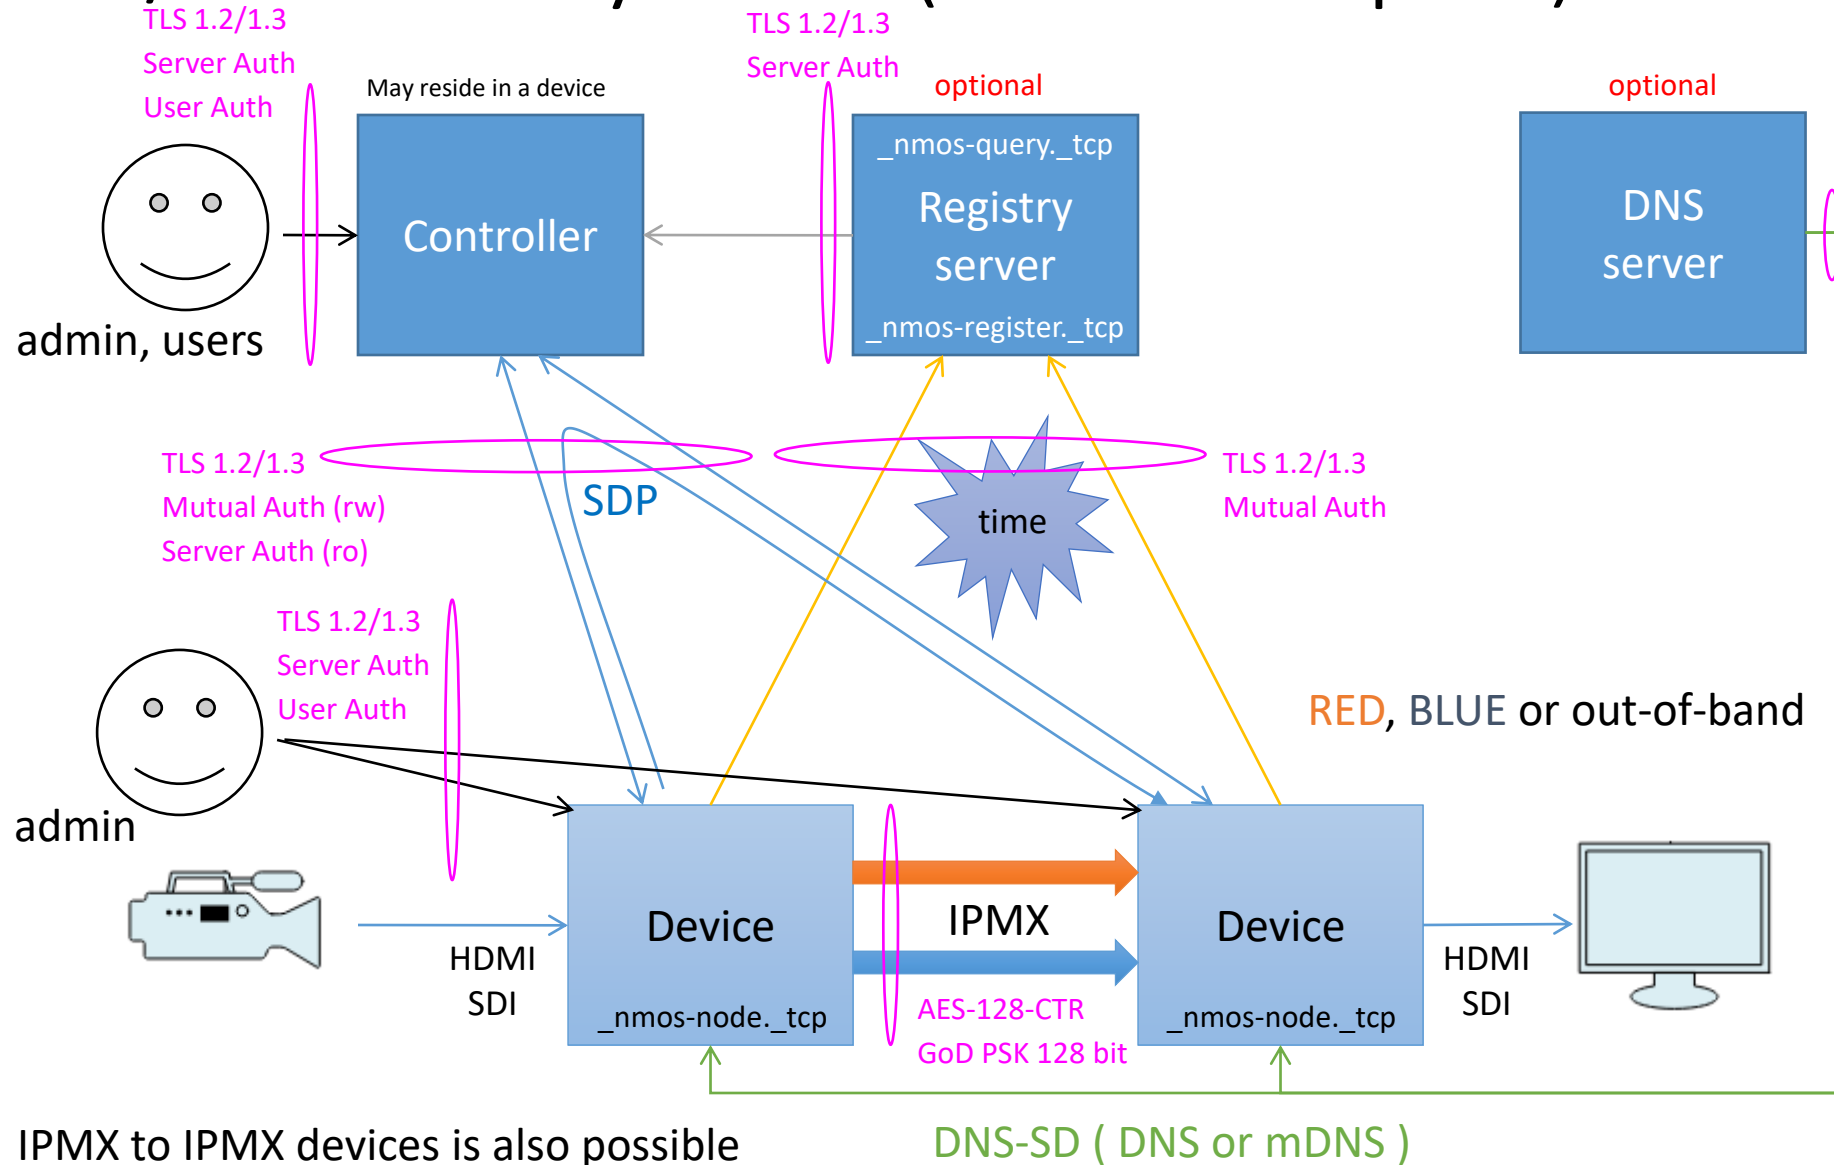 TLS 1.2/1.3
Server Auth
User Auth
May reside in a device
TLS 1.2/1.3
Server Auth
optional
optional
Controller
_nmos-query._tcp
Registry
server
_nmos-register._tcp
DNS
server
admin, users
TLS 1.2/1.3
Mutual Auth (rw)
Server Auth (ro)
SDP
time
TLS 1.2/1.3
Mutual Auth
TLS 1.2/1.3
Server Auth
User Auth
RED, BLUE or out-of-band
admin
HDMI
SDI
Device
_nmos-node._tcp
IPMX
AES-128-CTR
GoD PSK 128 bit
Device
_nmos-node._tcp
HDMI
SDI
IPMX to IPMX devices is also possible
DNS-SD ( DNS or mDNS )